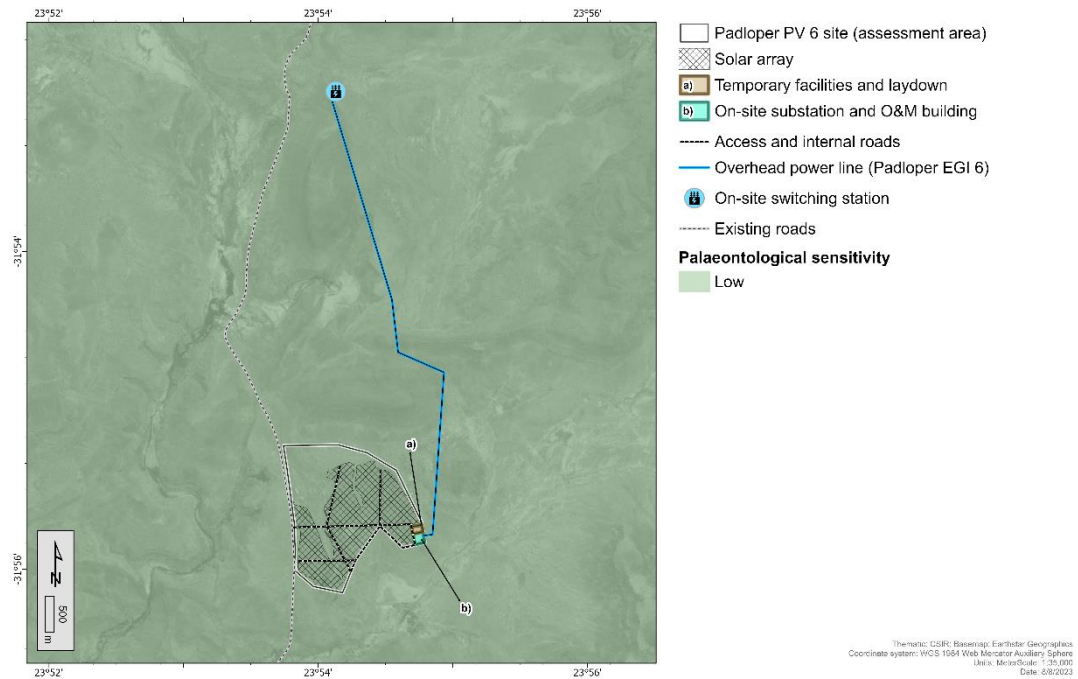 23°52'
23°54'
23°56'
-31°54'
-31°56'
a)
b)
500
m
N
23°52'
23°54'
23°56'
Padloper PV 6 site (assessment area)
Solar array
a) Temporary facilities and laydown
b) On-site substation and O&M building
Access and internal roads
Overhead power line (Padloper EGI 6)
On-site switching station
Existing roads
Palaeontological sensitivity
Low
Thematic: CSIR; Basemap: Earthstar Geographics
Coordinate system: WGS 1984 Web Mercator Auxiliary Sphere
Units: MeterScale: 1:35,000
Date: 8/8/2023